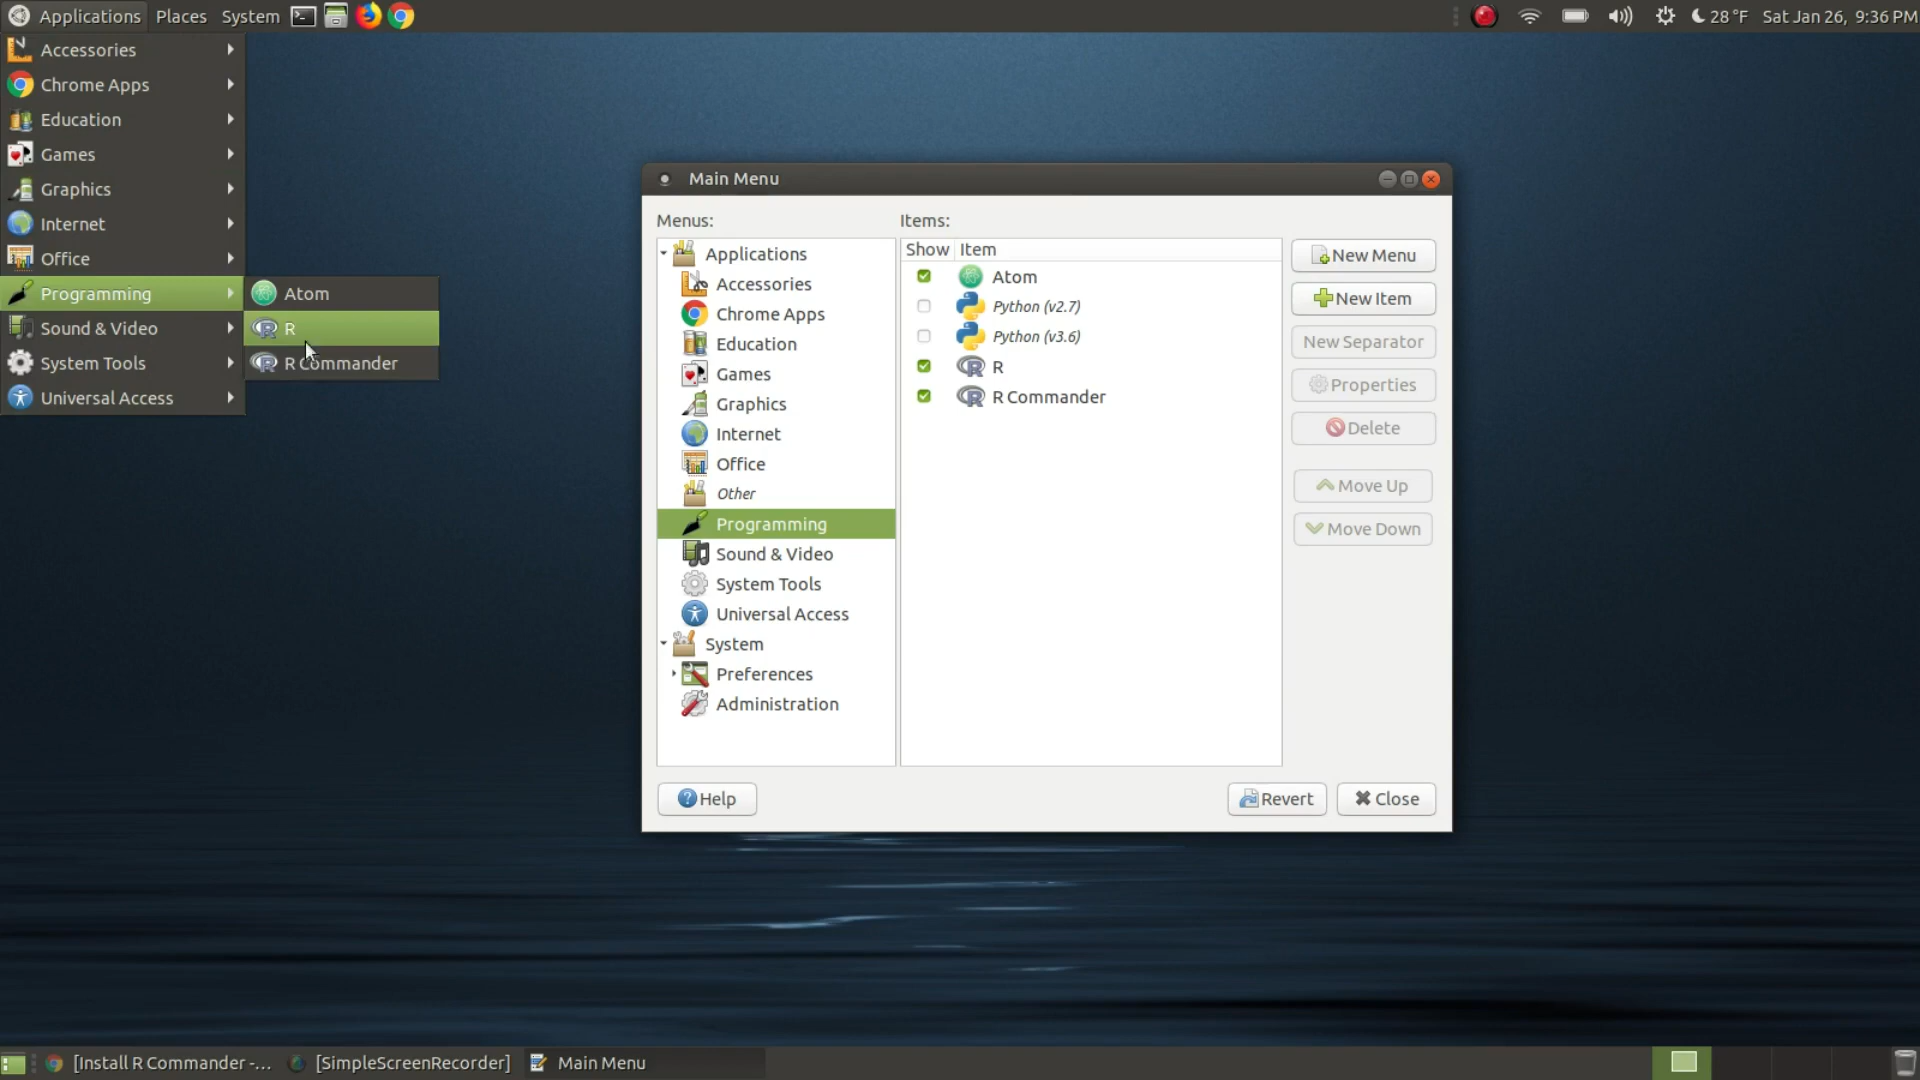 Applications Places System 28 °F Sat Jan 26, 9:36 PM
Accessories
Chrome Apps
Education
Games
Graphics
Internet
Office
Programming
Sound & Video
System Tools
Universal Access
Atom
R
R Commander
Main Menu
Menus:
Applications
Accessories
Chrome Apps
Education
Games
Graphics
Internet
Office
Other
Programming
Sound & Video
System Tools
Universal Access
System
Preferences
Administration
Items:
Show Item
Atom
Python (v2.7)
Python (v3.6)
R
R Commander
New Menu
New Item
New Separator
Properties
Delete
Move Up
Move Down
Help
Revert
Close
[Install R Commander -... [SimpleScreenRecorder] Main Menu